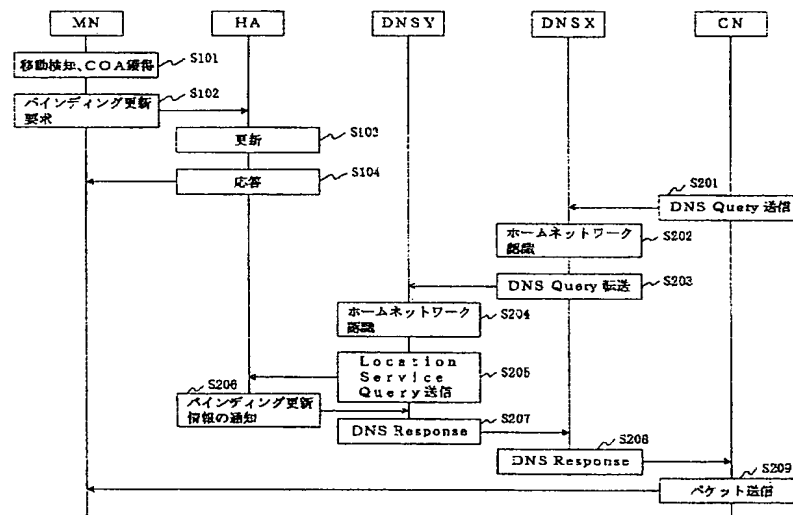 MN
HA
DNSY
DNSX
CN
移動検知、COA獲得
S101
バインディング更新
要求
S102
更新
S103
応答
S104
S201
DNS Query 送信
ホームネットワーク
認識
S202
DNS Query 転送
S203
ホームネットワーク
認識
S204
Location
Service
Query送信
S205
S206
バインディング更新
情報の通知
DNS Response
S207
DNS Response
S208
S209
パケット送信